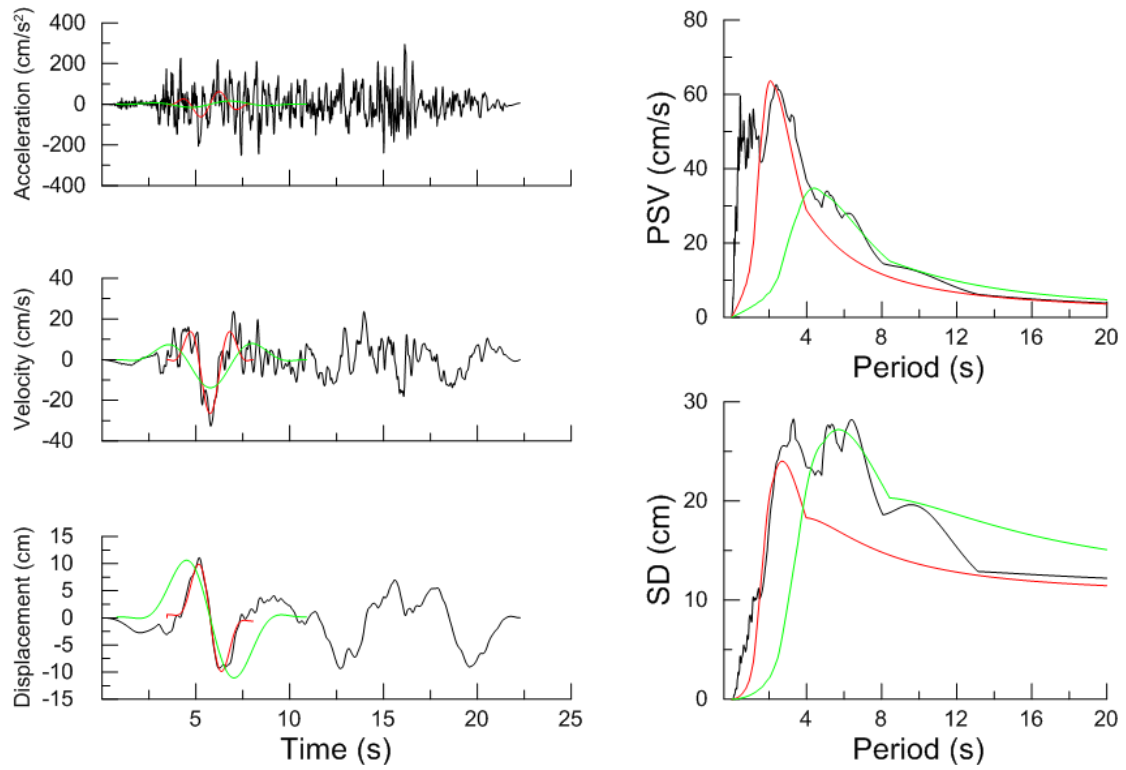 Acceleration (cm/s²)
400
200
0
-200
-400
Velocity (cm/s)
40
20
0
-20
-40
Displacement (cm)
15
10
5
0
-5
-10
-15
5 10 15 20 25
Time (s)
PSV (cm/s)
80
60
40
20
0
4 8 12 16 20
Period (s)
SD (cm)
30
20
10
0
4 8 12 16 20
Period (s)